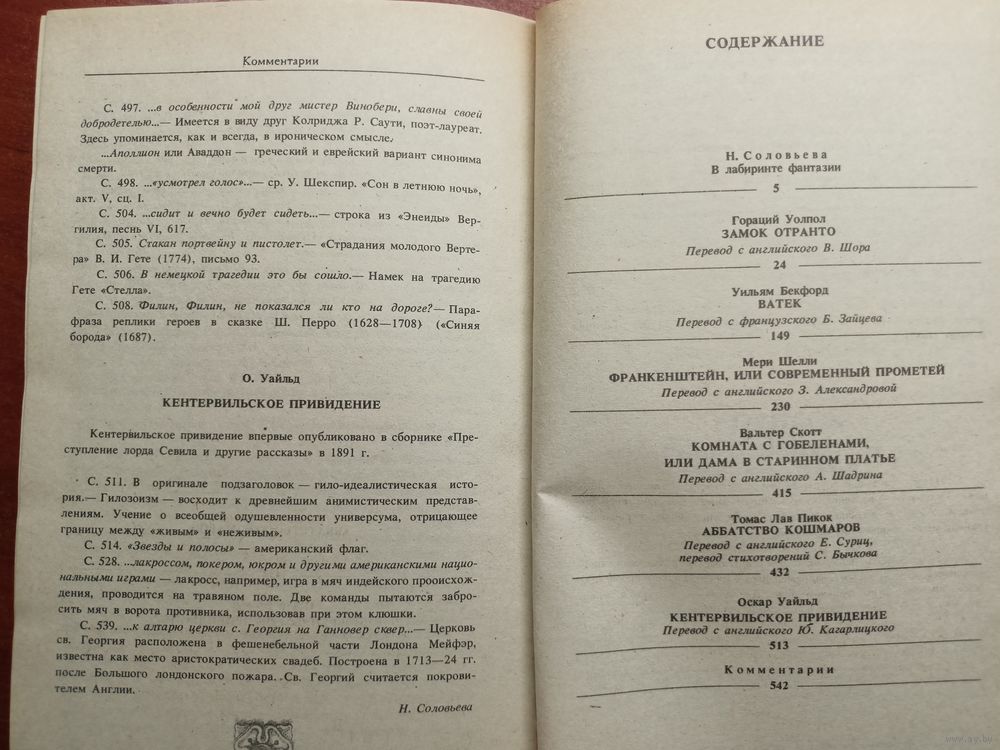 Комментарии
С. 497. ...в особенности мой друг мистер Винобери, славны своей
добродетелью...— Имеется в виду друг Колриджа Р. Саути, поэт-лауреат.
Здесь упоминается, как и всегда, в ироническом смысле.
...Аполлион или Аваддон — греческий и еврейский вариант синонима
смерти.
С. 498. ...«усмотрел голос»...— ср. У. Шекспир. «Сон в летнюю ночь»,
акт. V, сц. I.
С. 504. ...сидит и вечно будет сидеть...— строка из «Энеиды» Вер-
гилия, песнь VI, 617.
С. 505. Стакан портвейну и пистолет.— «Страдания молодого Верте-
ра» В. И. Гете (1774), письмо 93.
С. 506. В немецкой трагедии это бы сошло.— Намек на трагедию
Гете «Стелла».
С. 508. Филин, Филин, не показался ли кто на дороге?— Пара-
фраза реплики героев в сказке Ш. Перро (1628—1708) («Синяя
борода» (1687).
О. Уайльд
КЕНТЕРВИЛЬСКОЕ ПРИВИДЕНИЕ
Кентервильское привидение впервые опубликовано в сборнике «Пре-
ступление лорда Севила и другие рассказы» в 1891 г.
С. 511. В оригинале подзаголовок — гило-идеалистическая исто-
рия.— Гилозоизм — восходит к древнейшим анимистическим представ-
лениям. Учение о всеобщей одушевленности универсума, отрицающее
границу между «живым» и «неживым».
С. 514. «Звезды и полосы» — американский флаг.
С. 528. ...лакроссом, покером, юкром и другими американскими нацио-
нальными играми — лакросс, например, игра в мяч индейского прооисхож-
дения, проводится на травяном поле. Две команды пытаются забро-
сить мяч в ворота противника, использовав при этом клюшки.
С. 539. ...к алтарю церкви с. Георгия на Ганновер сквер...— Церковь
св. Георгия расположена в фешенебельной части Лондона Мейфэр,
известна как место аристократических свадеб. Построена в 1713—24 гг.
после Большого лондонского пожара. Св. Георгий считается покрови-
телем Англии.
Н. Соловьева
СОДЕРЖАНИЕ
Н. Соловьева
В лабиринте фантазии
5
Гораций Уолпол
ЗАМОК ОТРАНТО
Перевод с английского В. Шора
24
Уильям Бекфорд
ВАТЕК
Перевод с французского Б. Зайцева
149
Мери Шелли
ФРАНКЕНШТЕЙН, ИЛИ СОВРЕМЕННЫЙ ПРОМЕТЕЙ
Перевод с английского З. Александровой
230
Вальтер Скотт
КОМНАТА С ГОБЕЛЕНАМИ,
ИЛИ ДАМА В СТАРИННОМ ПЛАТЬЕ
Перевод с английского А. Шадрина
415
Томас Лав Пикок
АББАТСТВО КОШМАРОВ
Перевод с английского Е. Суриц,
перевод стихотворений С. Бычкова
432
Оскар Уайльд
КЕНТЕРВИЛЬСКОЕ ПРИВИДЕНИЕ
Перевод с английского Ю. Кагарлицкого
513
Комментарии
542
www.ay.by